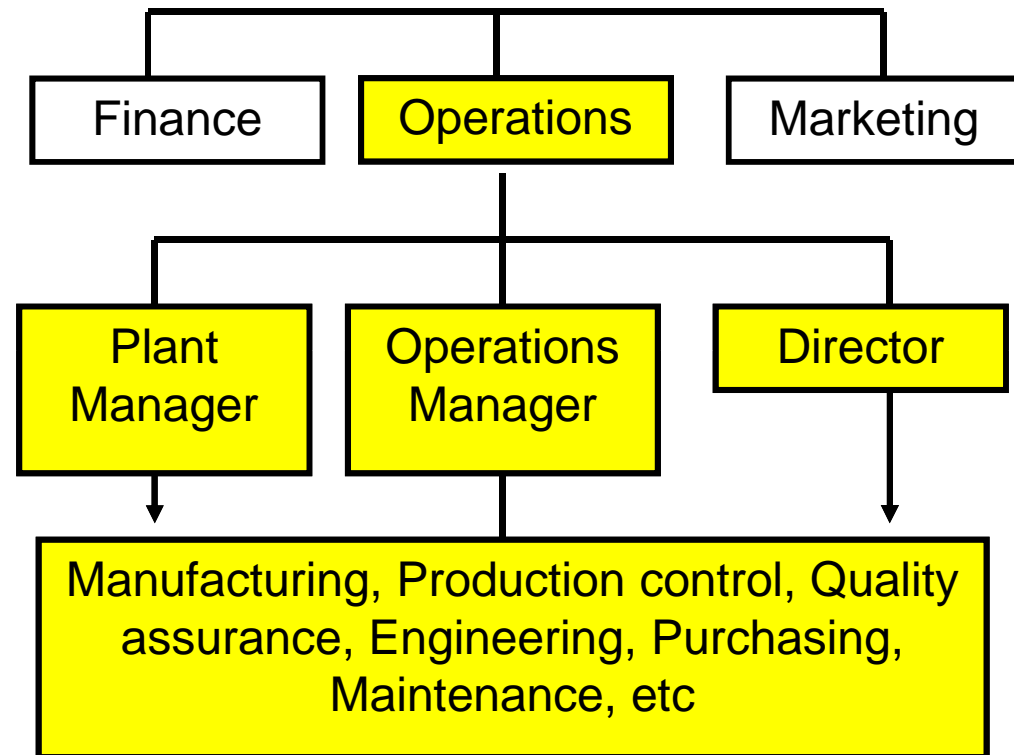 Finance
Operations
Marketing
Plant
Manager
Operations
Manager
Director
Manufacturing, Production control, Quality
assurance, Engineering, Purchasing,
Maintenance, etc